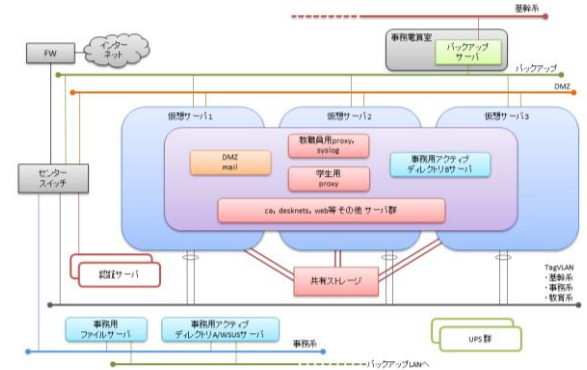 基幹系
インター
ネット
FW
事務電算室
バックアップ
サーバ
バックアップ
DMZ
仮想サーバ1
仮想サーバ2
仮想サーバ3
教職員用proxy,
syslog
DMZ
mail
事務用アクティブ
ディレクトリBサーバ
学生用
proxy
センター
スイッチ
ca, desknets, web等 その他 サーバ群
認証サーバ
共有ストレージ
TagVLAN
・基幹系
・事務系
・教育系
事務用
ファイルサーバ
事務用アクティブ
ディレクトリA/WSUSサーバ
UPS 群
事務系
バックアップLANへ